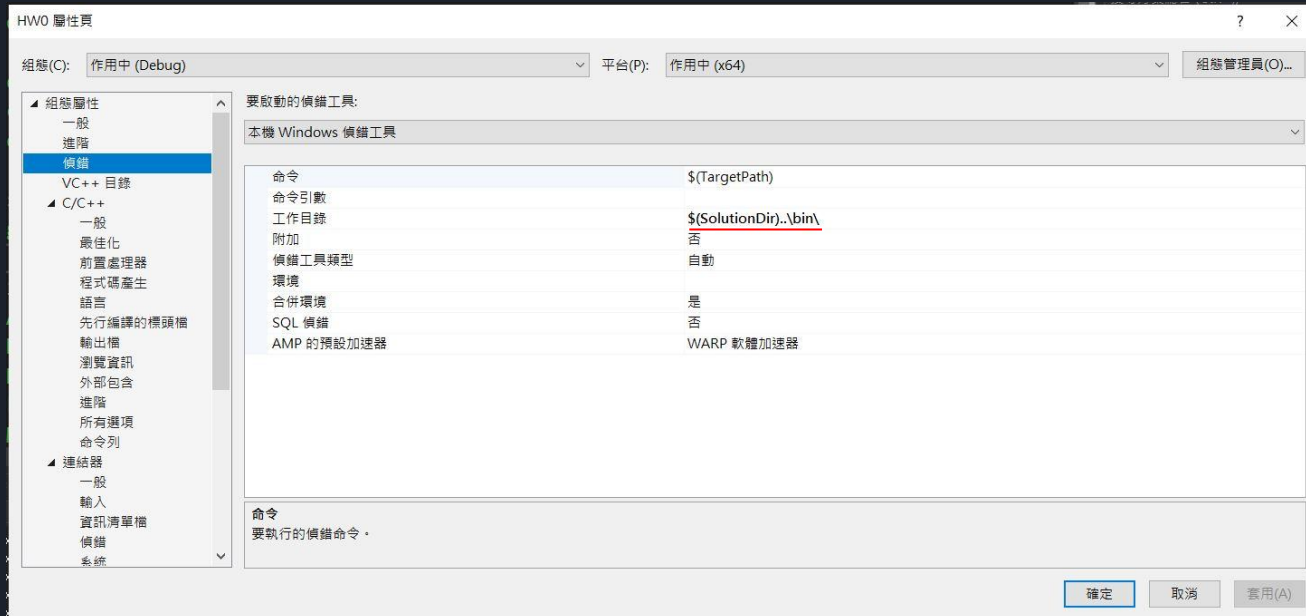 HW0 屬性頁
組態(C): 作用中 (Debug) 平台(P): 作用中 (x64) 組態管理員(O)...
組態屬性
一般
進階
偵錯
VC++ 目錄
C/C++
一般
最佳化
前置處理器
程式碼產生
語言
先行編譯的標頭檔
輸出檔
瀏覽資訊
外部包含
進階
所有選項
命令列
連結器
一般
輸入
資訊清單檔
偵錯
系統
要啟動的偵錯工具:
本機 Windows 偵錯工具
命令 $(TargetPath)
命令引數
工作目錄 $(SolutionDir)..\bin\
附加 否
偵錯工具類型 自動
環境
合併環境 是
SQL 偵錯 否
AMP 的預設加速器 WARP 軟體加速器
命令
要執行的偵錯命令。
確定 取消 套用(A)